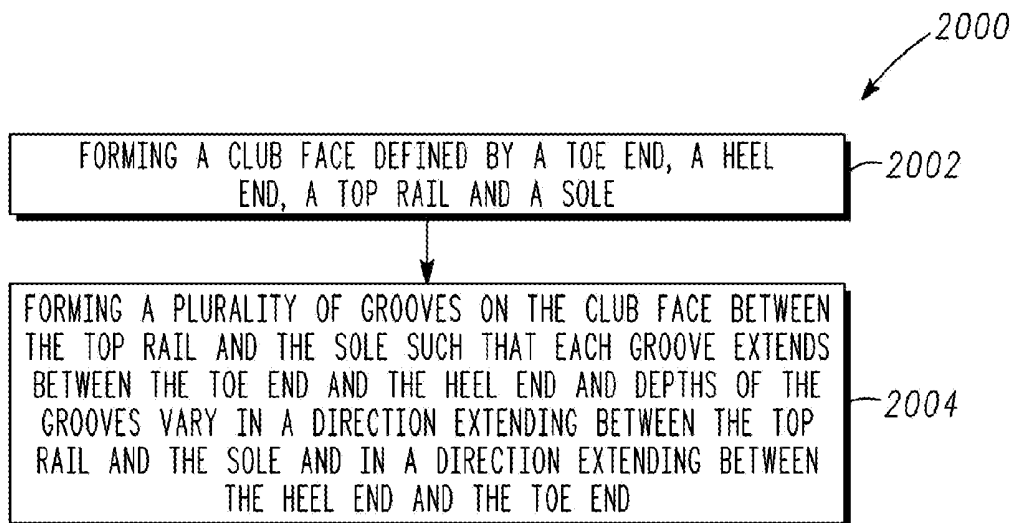 2000
FORMING A CLUB FACE DEFINED BY A TOE END, A HEEL
END, A TOP RAIL AND A SOLE
2002
FORMING A PLURALITY OF GROOVES ON THE CLUB FACE BETWEEN
THE TOP RAIL AND THE SOLE SUCH THAT EACH GROOVE EXTENDS
BETWEEN THE TOE END AND THE HEEL END AND DEPTHS OF THE
GROOVES VARY IN A DIRECTION EXTENDING BETWEEN THE TOP
RAIL AND THE SOLE AND IN A DIRECTION EXTENDING BETWEEN
THE HEEL END AND THE TOE END
2004